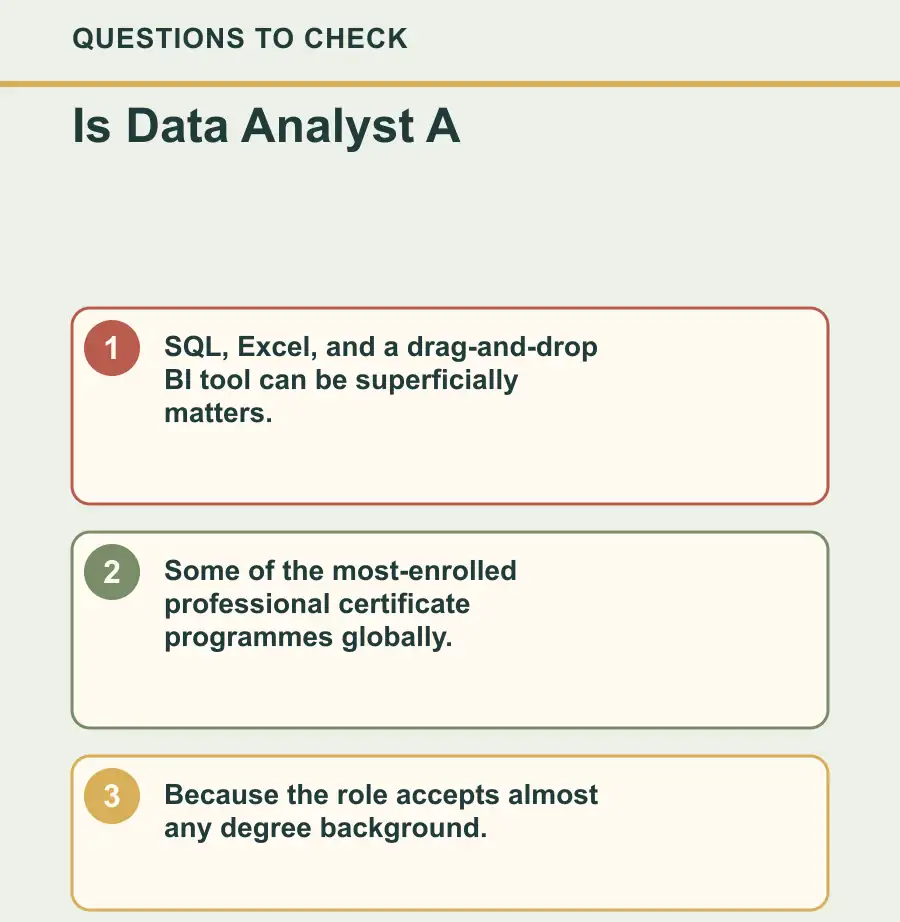 QUESTIONS TO CHECK
Is Data Analyst A
1
SQL, Excel, and a drag-and-drop
BI tool can be superficially
matters.
2
Some of the most-enrolled
professional certificate
programmes globally.
3
Because the role accepts almost
any degree background.